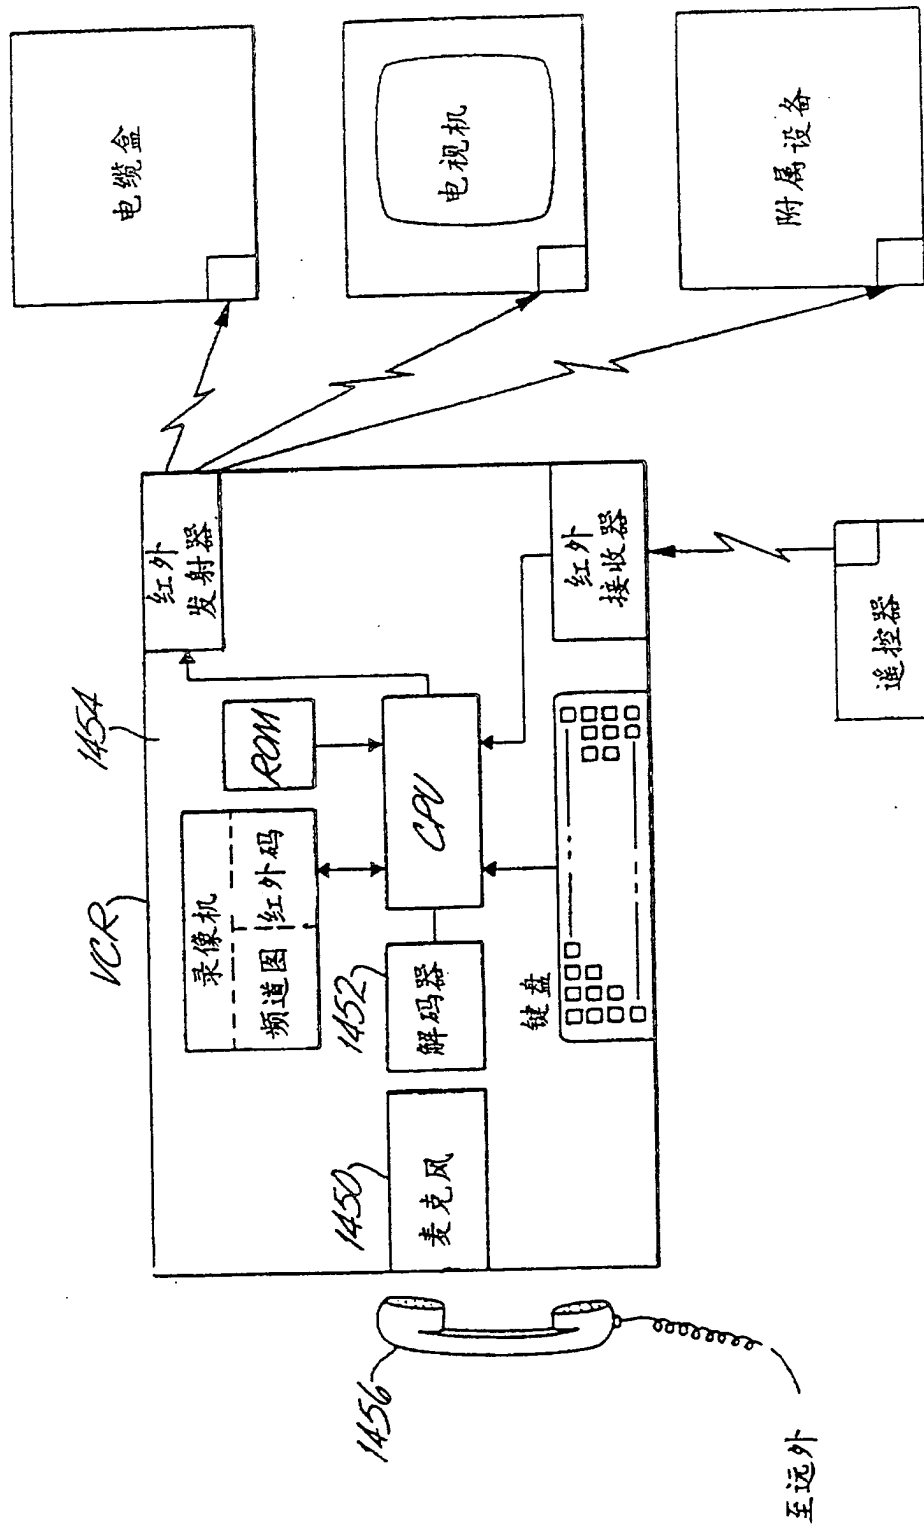 电缆盒
电视机
附属设备
红外
发射器
红外
接收器
遥控器
1454
VCR
ROM
录像机
频道图
红外码
CPU
1452
解码器
键盘
1450
麦克风
1456
至远外